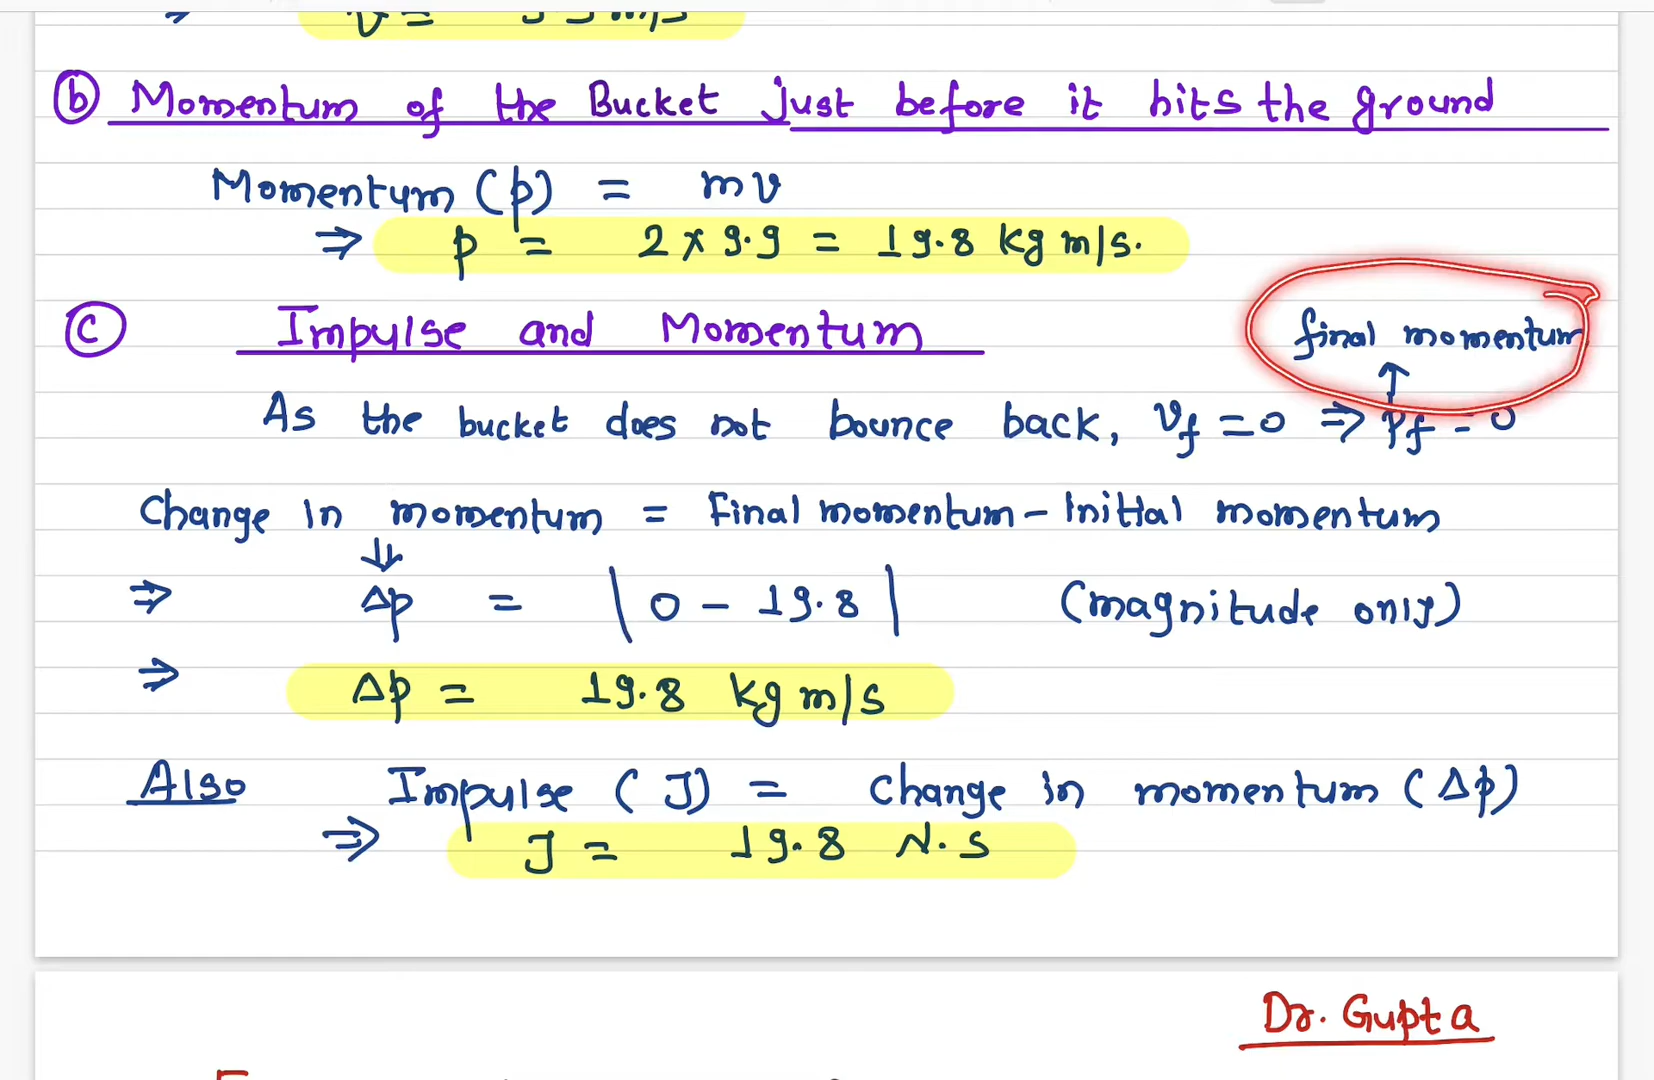 ⇒ v =
ⓑ Momentum of the Bucket just before it hits the ground
Momentum (p) = mv
⇒ p = 2 × 9.9 = 19.8 kg m/s.
ⓒ Impulse and Momentum
final momentum
↑
As the bucket does not bounce back, vf = 0 ⇒ pf = 0
Change in momentum = Final momentum - Initial momentum
⇓
⇒ Δp = |0 - 19.8| (magnitude only)
⇒ Δp = 19.8 kg m/s
Also Impulse (J) = Change in momentum (Δp)
⇒ J = 19.8 N.s
Dr. Gupta